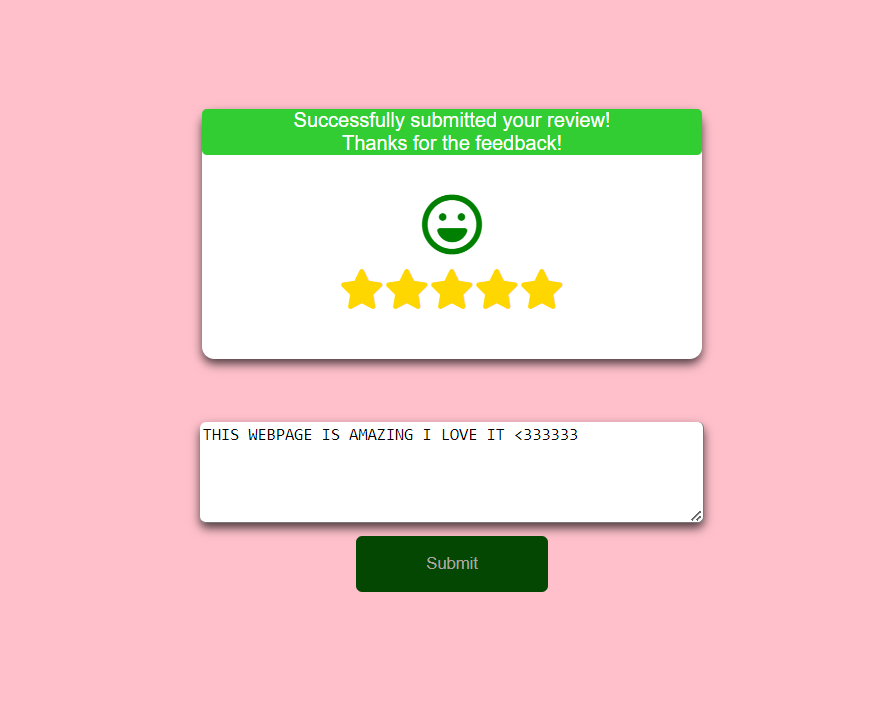 Successfully submitted your review!
Thanks for the feedback!
THIS WEBPAGE IS AMAZING I LOVE IT <333333
Submit